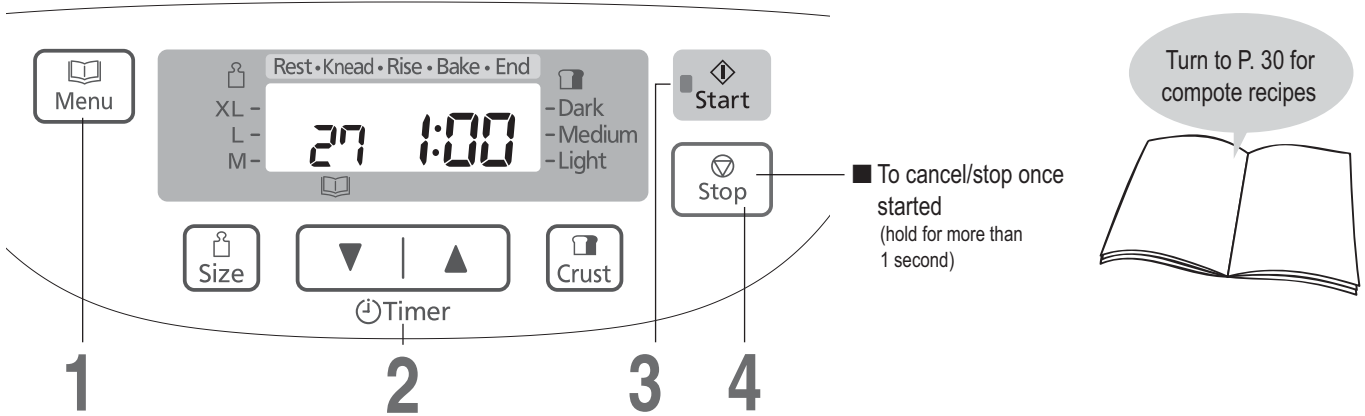 Menu
Rest • Knead • Rise • Bake • End
XL -
L -
M -
27 1:00
- Dark
- Medium
- Light
Start
Stop
Size
Crust
Timer
1
2
3
4
■ To cancel/stop once
started
(hold for more than
1 second)
Turn to P. 30 for
compote recipes